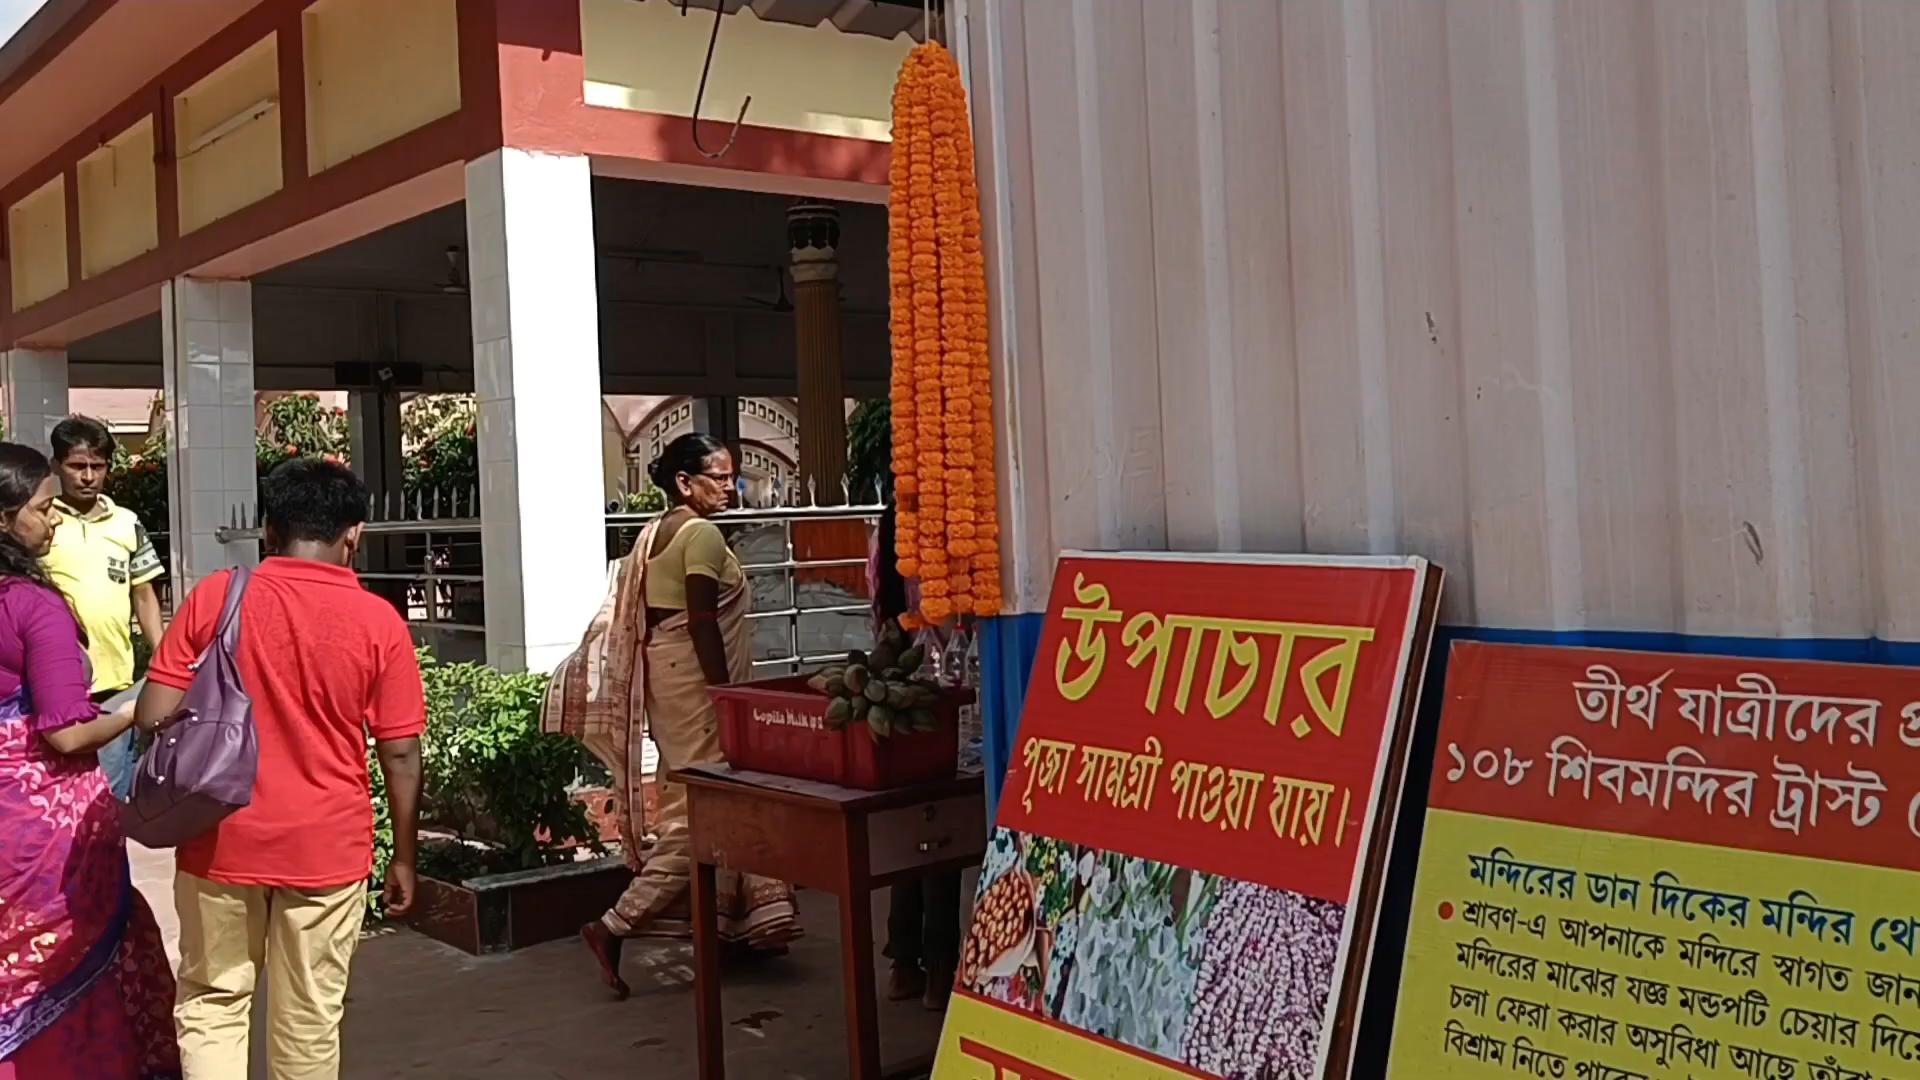 Copila Milk
উপাচার
পূজা সামগ্রী পাওয়া যায়।
তীর্থ যাত্রীদের
১০৮ শিবমন্দির ট্রাস্ট
মন্দিরের ডান দিকের মন্দির
শ্রাবণ-এ আপনাকে মন্দিরে স্বাগত
মন্দিরের মাঝের যজ্ঞ মন্ডপটি চেয়ার
চলা ফেরা করার অসুবিধা আছে
বিশ্রাম নিতে